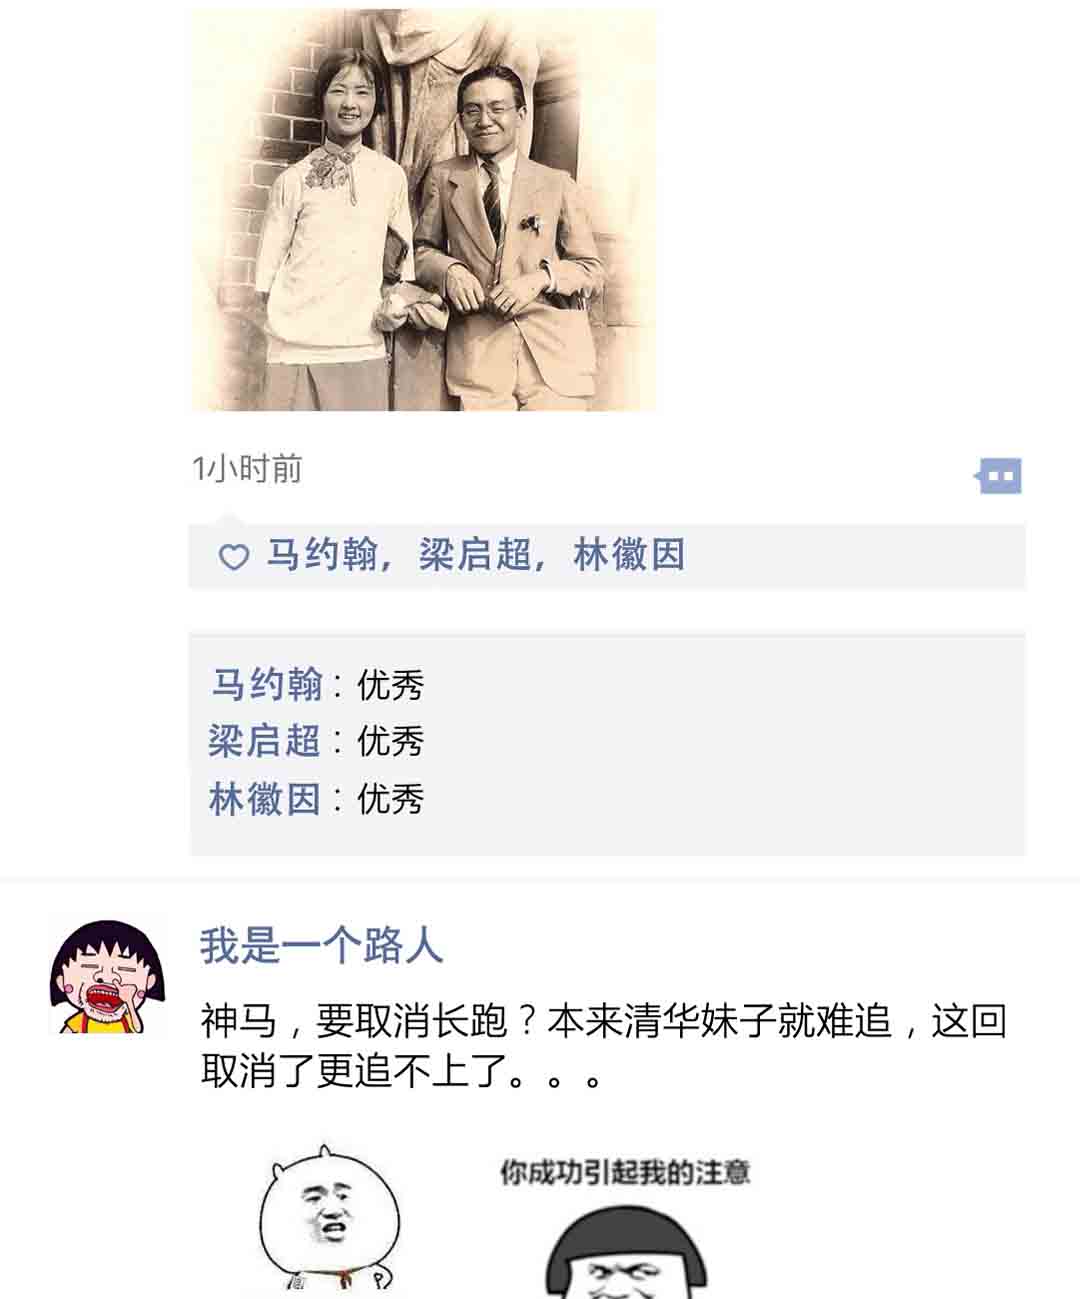 1小时前
马约翰，梁启超，林徽因
马约翰：优秀
梁启超：优秀
林徽因：优秀
我是一个路人
神马，要取消长跑？本来清华妹子就难追，这回
取消了更追不上了。。。
你成功引起我的注意